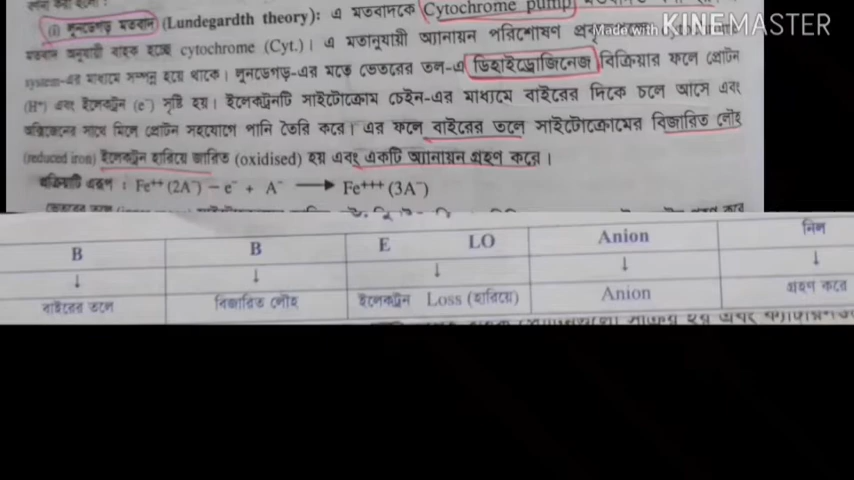 (i) লুনডেগড় মতবাদ (Lundegardth theory): এ মতবাদকে Cytochrome pump
Made with KINEMASTER
মতবাদ অনুযায়ী বাহক হচ্ছে cytochrome (Cyt.)। এ মতানুযায়ী অ্যানায়ন পরিশোষণ
system-এর মাধ্যমে সম্পন্ন হয়ে থাকে। লুনডেগড়-এর মতে ভেতরের তল-এ ডিহাইড্রোজিনেজ বিক্রিয়ার ফলে প্রোটন
(H⁺) এবং ইলেকট্রন (e⁻) সৃষ্টি হয়। ইলেকট্রনটি সাইটোক্রোম চেইন-এর মাধ্যমে বাইরের দিকে চলে আসে এবং
অক্সিজেনের সাথে মিলে প্রোটন সহযোগে পানি তৈরি করে। এর ফলে বাইরের তলে সাইটোক্রোমের বিজারিত লৌহ
(reduced iron) ইলেকট্রন হারিয়ে জারিত (oxidised) হয় এবং একটি অ্যানায়ন গ্রহণ করে।
বিক্রিয়াটি এরূপ : Fe⁺⁺ (2A⁻) − e⁻ + A⁻ ⟶ Fe⁺⁺⁺ (3A⁻)
B B E LO Anion নিল
↓ ↓ ↓ ↓ ↓
বাইরের তলে বিজারিত লৌহ ইলেকট্রন Loss (হারিয়ে) Anion গ্রহণ করে